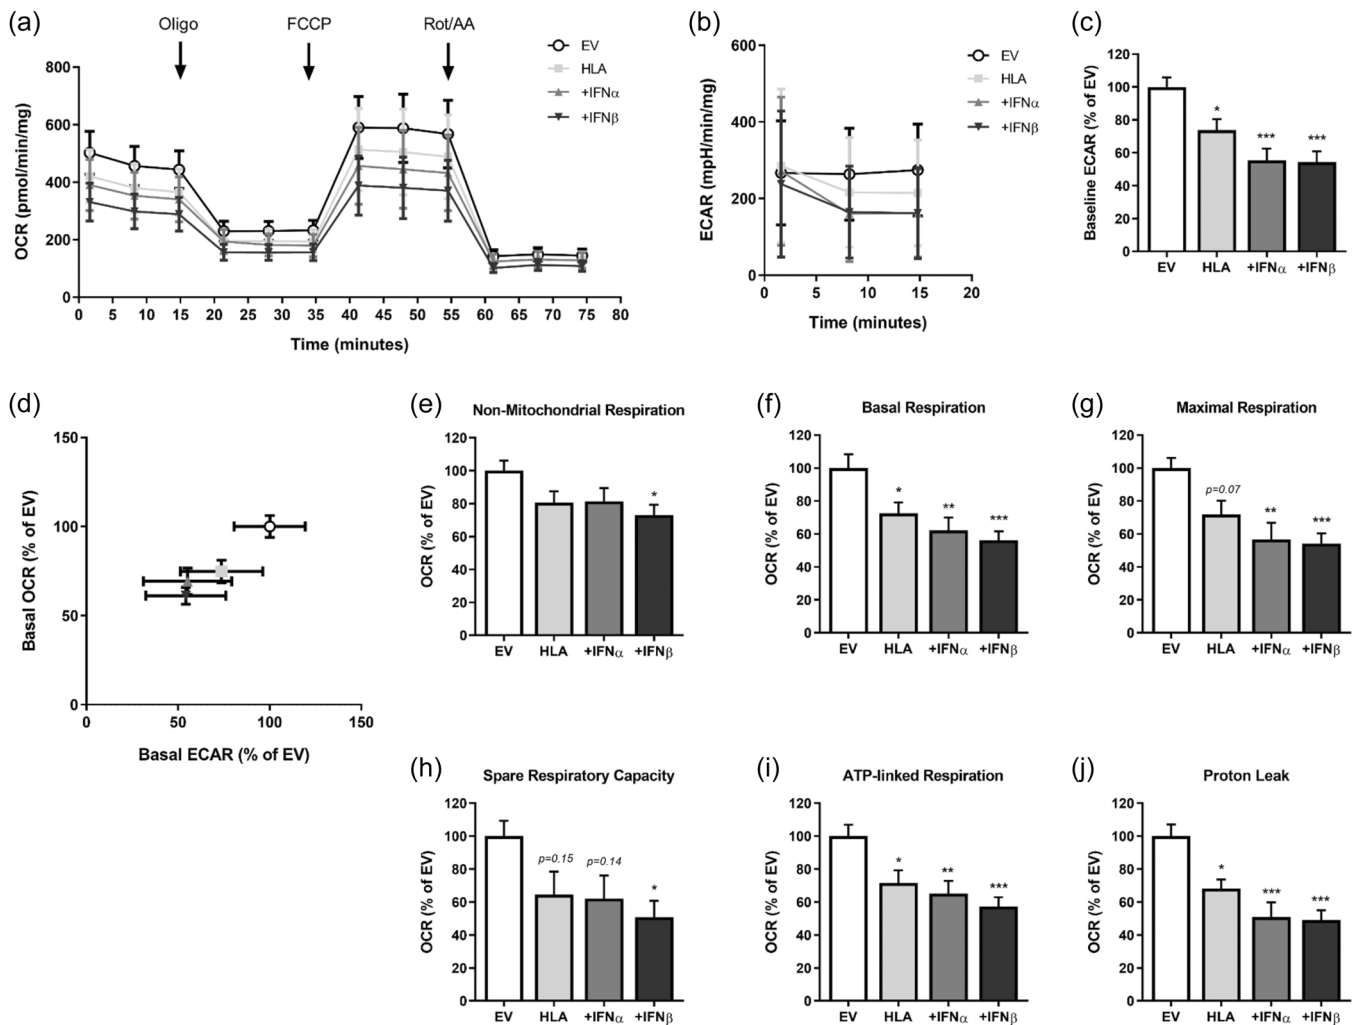 (a)
Oligo FCCP Rot/AA
EV
HLA
+IFNα
+IFNβ
OCR (pmol/min/mg)
800
600
400
200
0
0 5 10 15 20 25 30 35 40 45 50 55 60 65 70 75 80
Time (minutes)
(b)
EV
HLA
+IFNα
+IFNβ
ECAR (mpH/min/mg)
600
400
200
0
0 5 10 15 20
Time (minutes)
(c)
Baseline ECAR (% of EV)
120
100
80
60
40
20
0
* *** ***
EV HLA +IFNα +IFNβ
(d)
Basal OCR (% of EV)
150
100
50
0
0 50 100 150
Basal ECAR (% of EV)
(e)
Non-Mitochondrial Respiration
OCR (% of EV)
120
100
80
60
40
20
0
*
EV HLA +IFNα +IFNβ
(f)
Basal Respiration
OCR (% of EV)
120
100
80
60
40
20
0
* ** ***
EV HLA +IFNα +IFNβ
(g)
Maximal Respiration
OCR (% of EV)
120
100
80
60
40
20
0
p=0.07 ** ***
EV HLA +IFNα +IFNβ
(h)
Spare Respiratory Capacity
OCR (% of EV)
120
100
80
60
40
20
0
p=0.15 p=0.14 *
EV HLA +IFNα +IFNβ
(i)
ATP-linked Respiration
OCR (% of EV)
120
100
80
60
40
20
0
* ** ***
EV HLA +IFNα +IFNβ
(j)
Proton Leak
OCR (% of EV)
120
100
80
60
40
20
0
* *** ***
EV HLA +IFNα +IFNβ